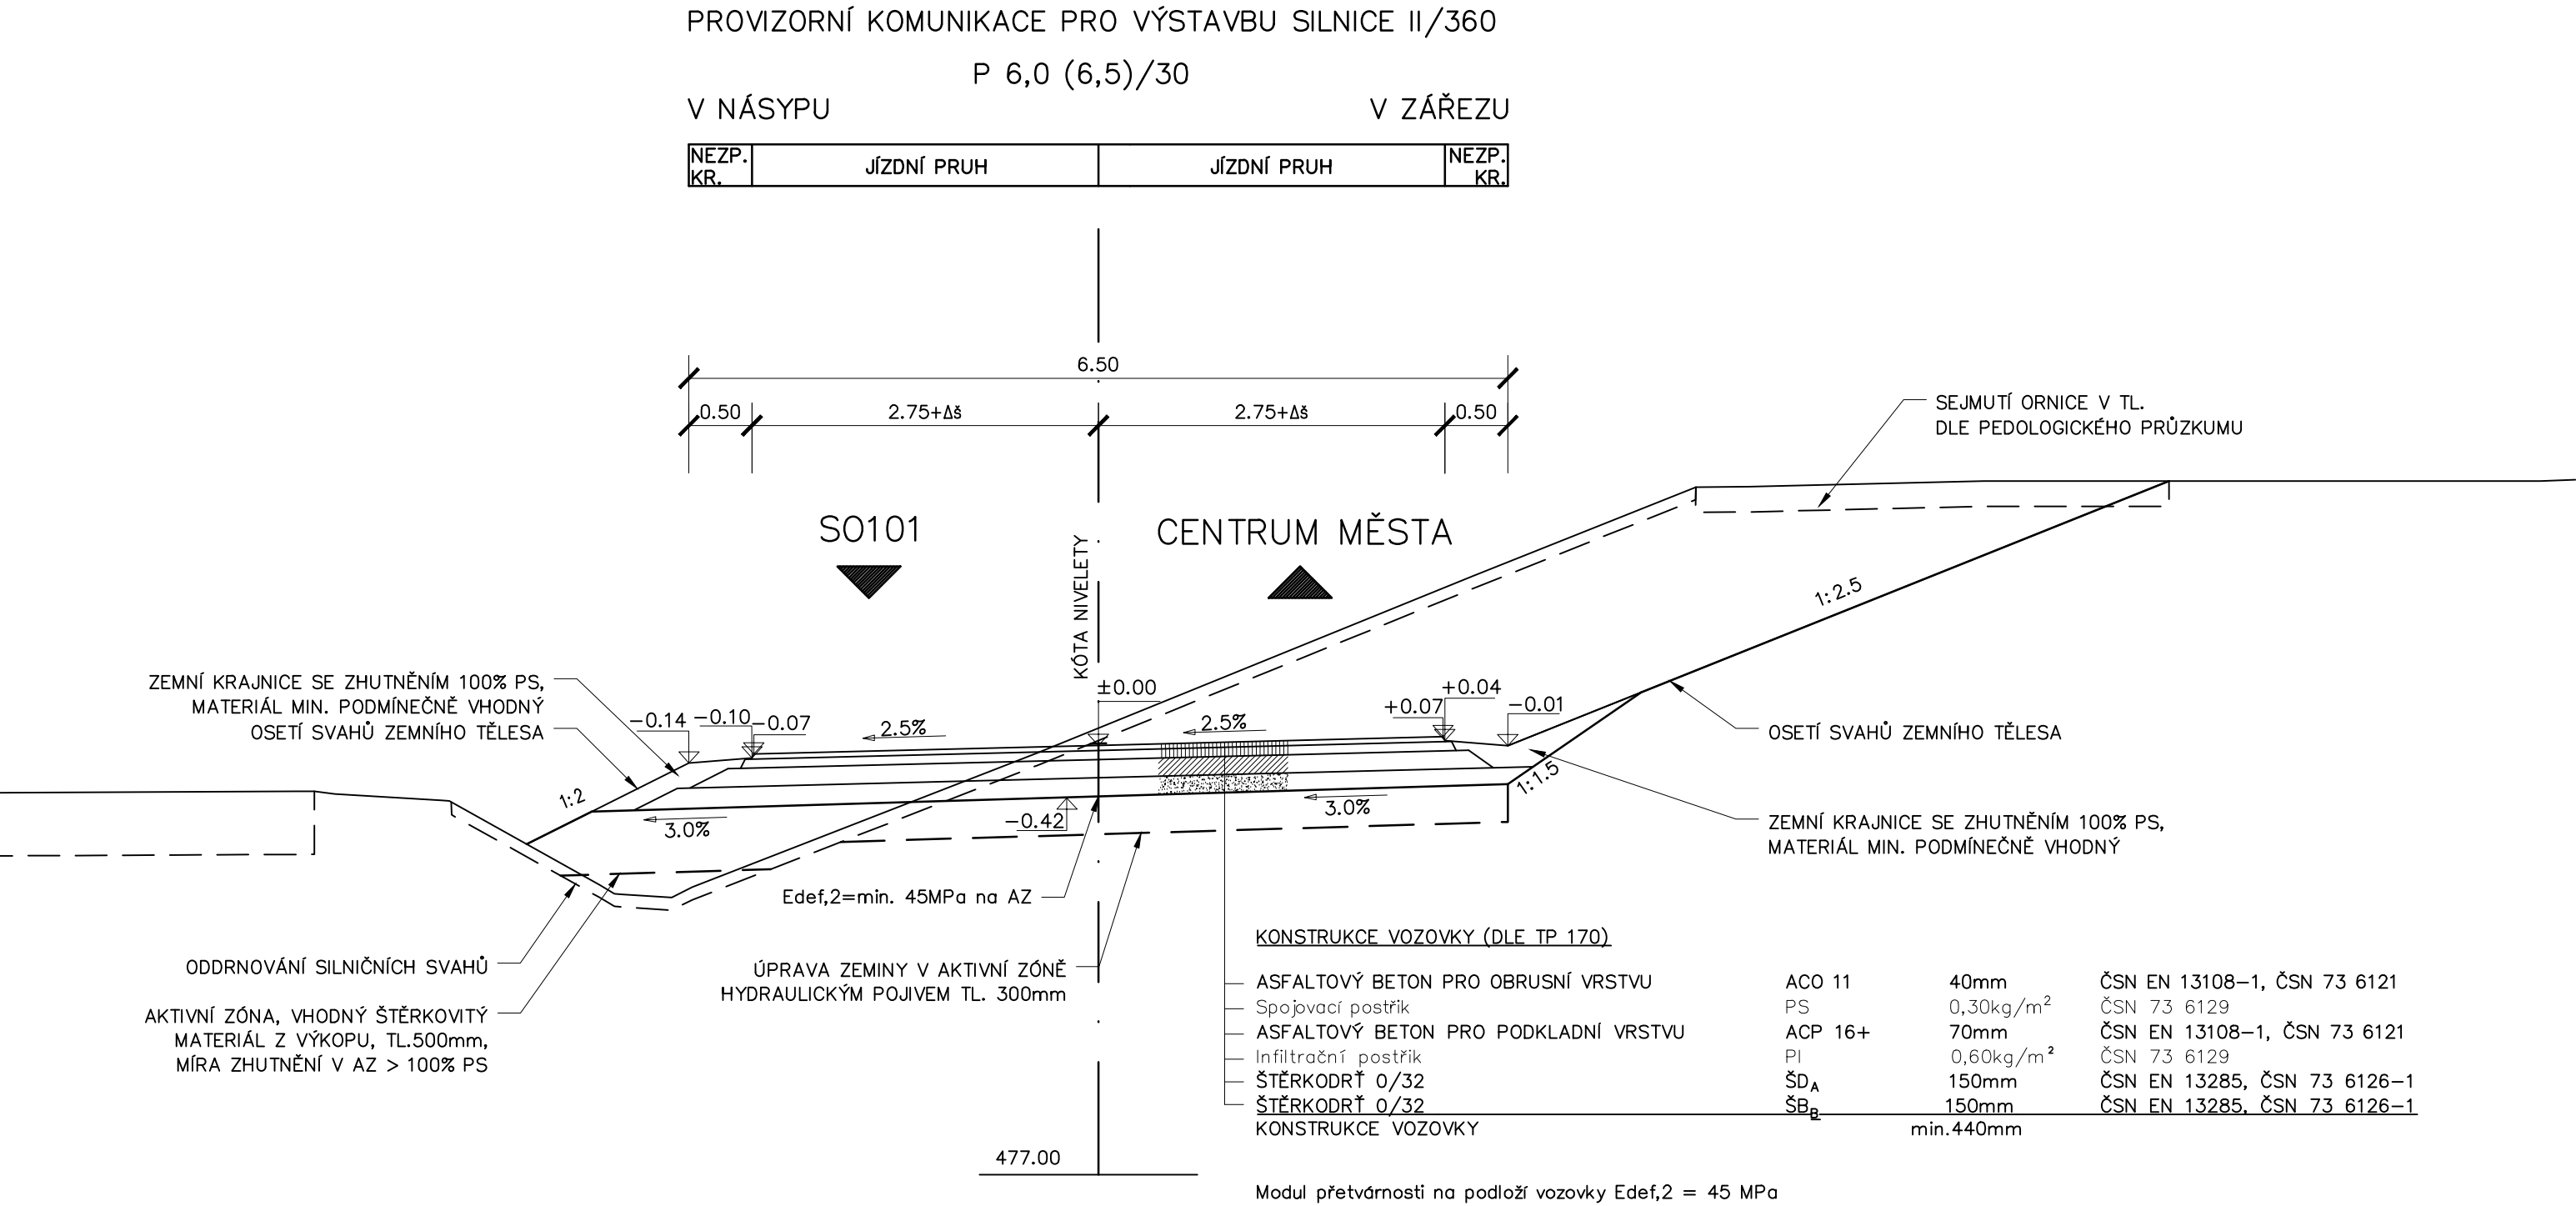 PROVIZORNÍ KOMUNIKACE PRO VÝSTAVBU SILNICE II/360
P 6,0 (6,5)/30
V NÁSYPU V ZÁŘEZU
NEZP. KR. JÍZDNÍ PRUH JÍZDNÍ PRUH NEZP. KR.
6.50
0.50 2.75+Δš 2.75+Δš 0.50
SEJMUTÍ ORNICE V TL.
DLE PEDOLOGICKÉHO PRŮZKUMU
SO101 CENTRUM MĚSTA
KÓTA NIVELETY
1:2.5
ZEMNÍ KRAJNICE SE ZHUTNĚNÍM 100% PS,
MATERIÁL MIN. PODMÍNEČNĚ VHODNÝ
OSETÍ SVAHŮ ZEMNÍHO TĚLESA
-0.14 -0.10 -0.07 2.5% ±0.00 2.5% +0.07 +0.04 -0.01
OSETÍ SVAHŮ ZEMNÍHO TĚLESA
1:2 1:1.5
3.0% -0.42 3.0%
ZEMNÍ KRAJNICE SE ZHUTNĚNÍM 100% PS,
MATERIÁL MIN. PODMÍNEČNĚ VHODNÝ
Edef,2=min. 45MPa na AZ
ODDRNOVÁNÍ SILNIČNÍCH SVAHŮ
ÚPRAVA ZEMINY V AKTIVNÍ ZÓNĚ
HYDRAULICKÝM POJIVEM TL. 300mm
AKTIVNÍ ZÓNA, VHODNÝ ŠTĚRKOVITÝ
MATERIÁL Z VÝKOPU, TL.500mm,
MÍRA ZHUTNĚNÍ V AZ > 100% PS
KONSTRUKCE VOZOVKY (DLE TP 170)
ASFALTOVÝ BETON PRO OBRUSNÍ VRSTVU ACO 11 40mm ČSN EN 13108-1, ČSN 73 6121
Spojovací postřik PS 0,30kg/m² ČSN 73 6129
ASFALTOVÝ BETON PRO PODKLADNÍ VRSTVU ACP 16+ 70mm ČSN EN 13108-1, ČSN 73 6121
Infiltrační postřik PI 0,60kg/m² ČSN 73 6129
ŠTĚRKODRŤ 0/32 ŠDA 150mm ČSN EN 13285, ČSN 73 6126-1
ŠTĚRKODRŤ 0/32 ŠBB 150mm ČSN EN 13285, ČSN 73 6126-1
KONSTRUKCE VOZOVKY min.440mm
477.00
Modul přetvárnosti na podloží vozovky Edef,2 = 45 MPa